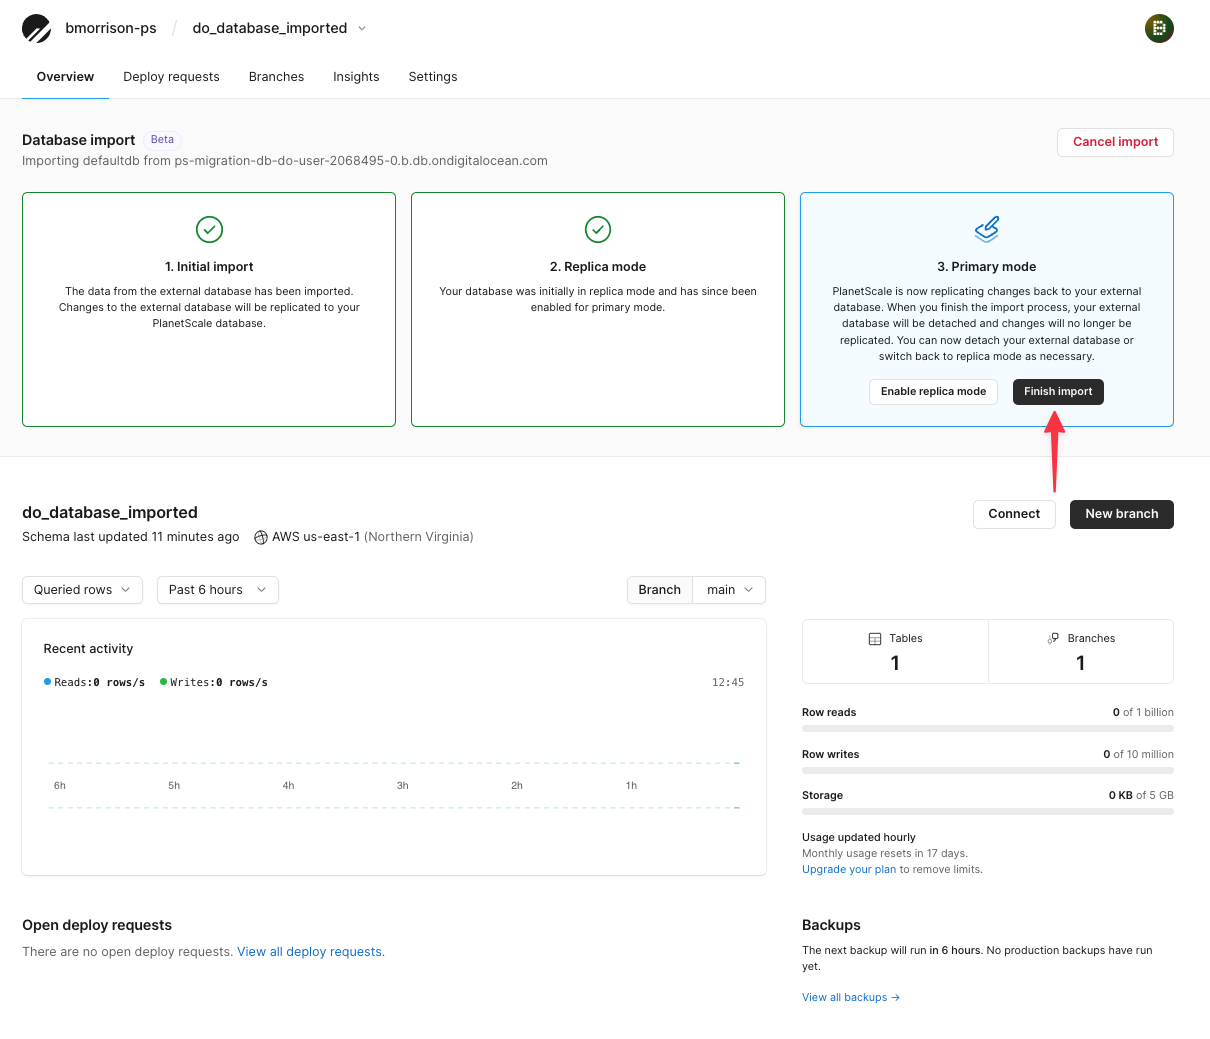 bmorrison-ps / do_database_imported
Overview
Deploy requests
Branches
Insights
Settings
Database import
Beta
Importing defaultdb from ps-migration-db-do-user-2068495-0.b.db.ondigitalocean.com
Cancel import
1. Initial import
The data from the external database has been imported.
Changes to the external database will be replicated to your
PlanetScale database.
2. Replica mode
Your database was initially in replica mode and has since been
enabled for primary mode.
3. Primary mode
PlanetScale is now replicating changes back to your external
database. When you finish the import process, your external
database will be detached and changes will no longer be
replicated. You can now detach your external database or
switch back to replica mode as necessary.
Enable replica mode
Finish import
do_database_imported
Schema last updated 11 minutes ago
AWS us-east-1 (Northern Virginia)
Connect
New branch
Queried rows
Past 6 hours
Branch
main
Recent activity
Reads:0 rows/s
Writes:0 rows/s
12:45
6h
5h
4h
3h
2h
1h
Tables
1
Branches
1
Row reads
0 of 1 billion
Row writes
0 of 10 million
Storage
0 KB of 5 GB
Usage updated hourly
Monthly usage resets in 17 days.
Upgrade your plan to remove limits.
Open deploy requests
There are no open deploy requests. View all deploy requests.
Backups
The next backup will run in 6 hours. No production backups have run
yet.
View all backups →